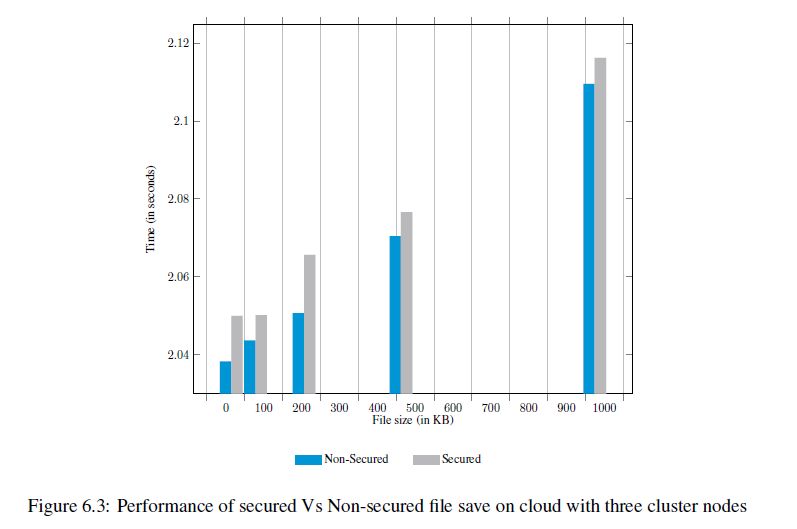 2.12
2.1
2.08
2.06
2.04
Time (in seconds)
0 100 200 300 400 500 600 700 800 900 1000
File size (in KB)
Non-Secured Secured
Figure 6.3: Performance of secured Vs Non-secured file save on cloud with three cluster nodes